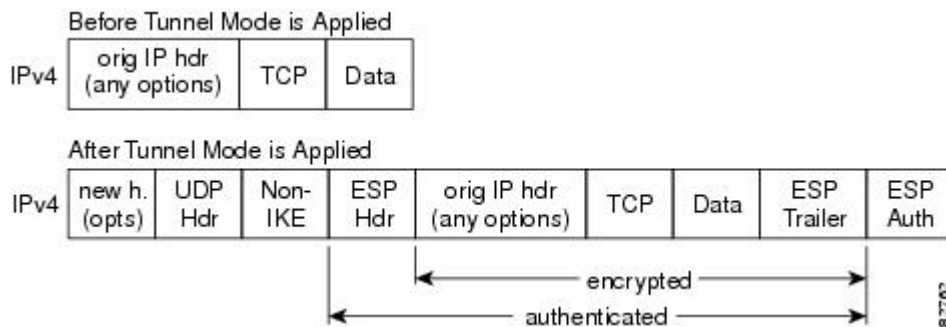 Before Tunnel Mode is Applied
IPv4
orig IP hdr
(any options)
TCP
Data
After Tunnel Mode is Applied
IPv4
new h.
(opts)
UDP
Hdr
Non-
IKE
ESP
Hdr
orig IP hdr
(any options)
TCP
Data
ESP
Trailer
ESP
Auth
encrypted
authenticated